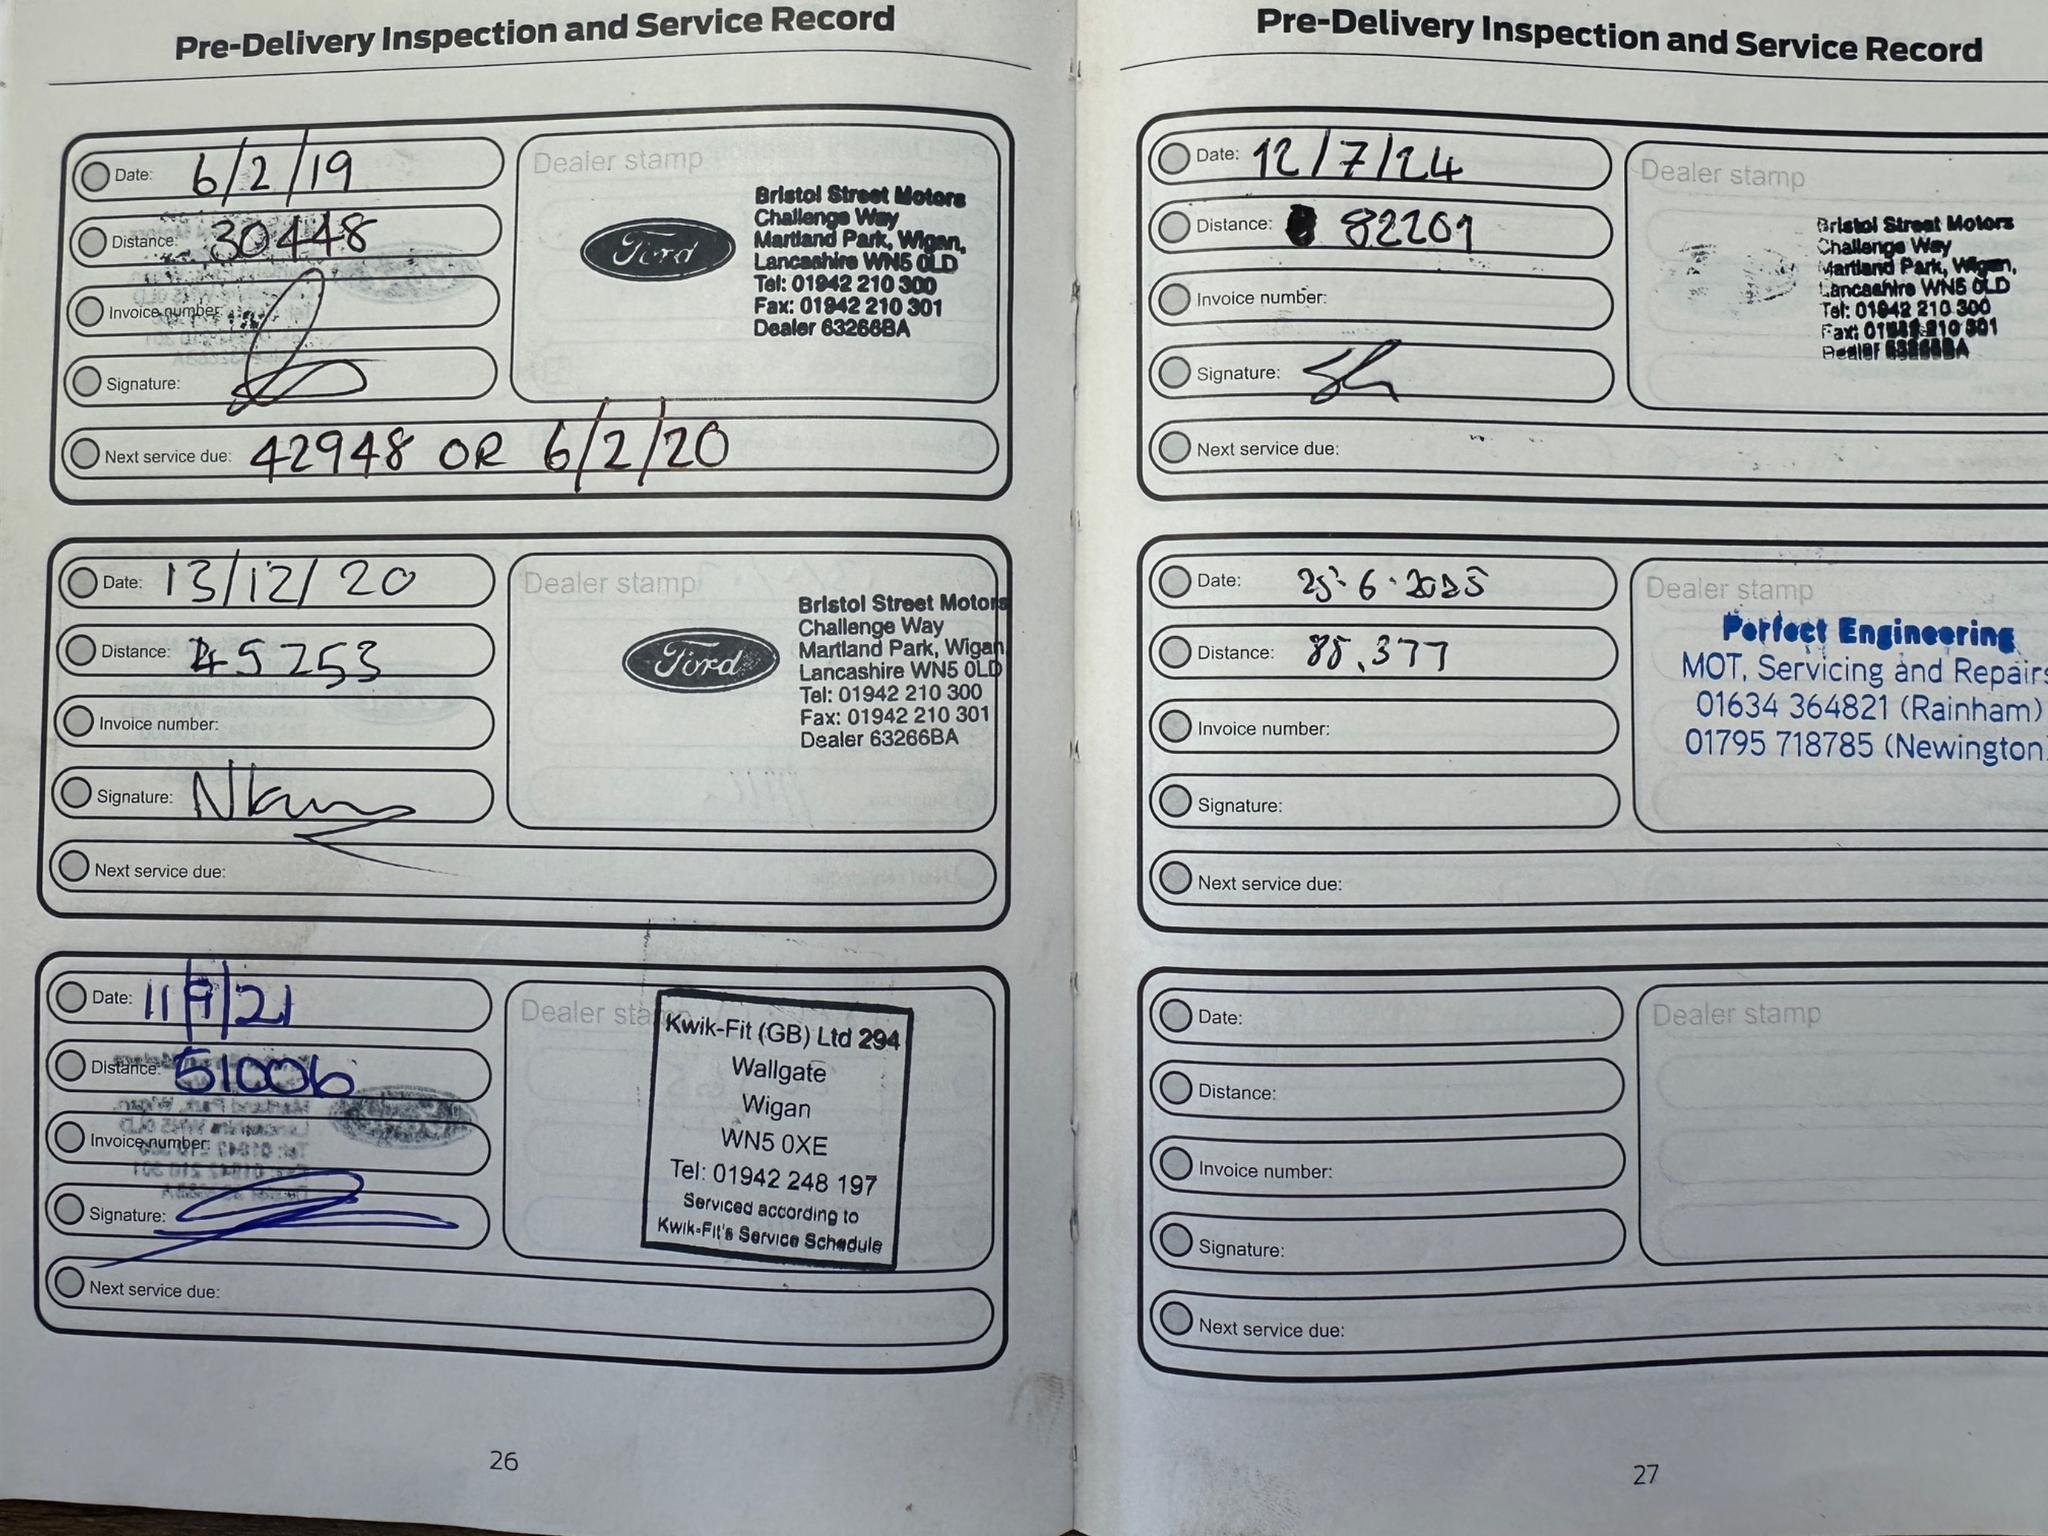 Pre-Delivery Inspection and Service Record
Date: 6/2/19
Distance: 30448
Invoice number:
Signature:
Next service due: 42948 OR 6/2/20
Dealer stamp
Ford
Bristol Street Motors
Challenge Way
Martland Park, Wigan,
Lancashire WN5 0LD
Tel: 01942 210 300
Fax: 01942 210 301
Dealer 63266BA
Date: 13/12/20
Distance: 45253
Invoice number:
Signature:
Next service due:
Dealer stamp
Ford
Bristol Street Motors
Challenge Way
Martland Park, Wigan
Lancashire WN5 0LD
Tel: 01942 210 300
Fax: 01942 210 301
Dealer 63266BA
Date: 11/9/21
Distance: 51006
Invoice number:
Signature:
Next service due:
Dealer stamp
Kwik-Fit (GB) Ltd 294
Wallgate
Wigan
WN5 0XE
Tel: 01942 248 197
Serviced according to
Kwik-Fit's Service Schedule
26
Pre-Delivery Inspection and Service Record
Date: 12/7/24
Distance: 82201
Invoice number:
Signature:
Next service due:
Dealer stamp
Bristol Street Motors
Challenge Way
Martland Park, Wigan,
Lancashire WN5 0LD
Tel: 01942 210 300
Fax: 01942 210 301
Dealer 63266BA
Date: 25·6·2025
Distance: 88,377
Invoice number:
Signature:
Next service due:
Dealer stamp
Perfect Engineering
MOT, Servicing and Repairs
01634 364821 (Rainham)
01795 718785 (Newington)
Date:
Distance:
Invoice number:
Signature:
Next service due:
Dealer stamp
27